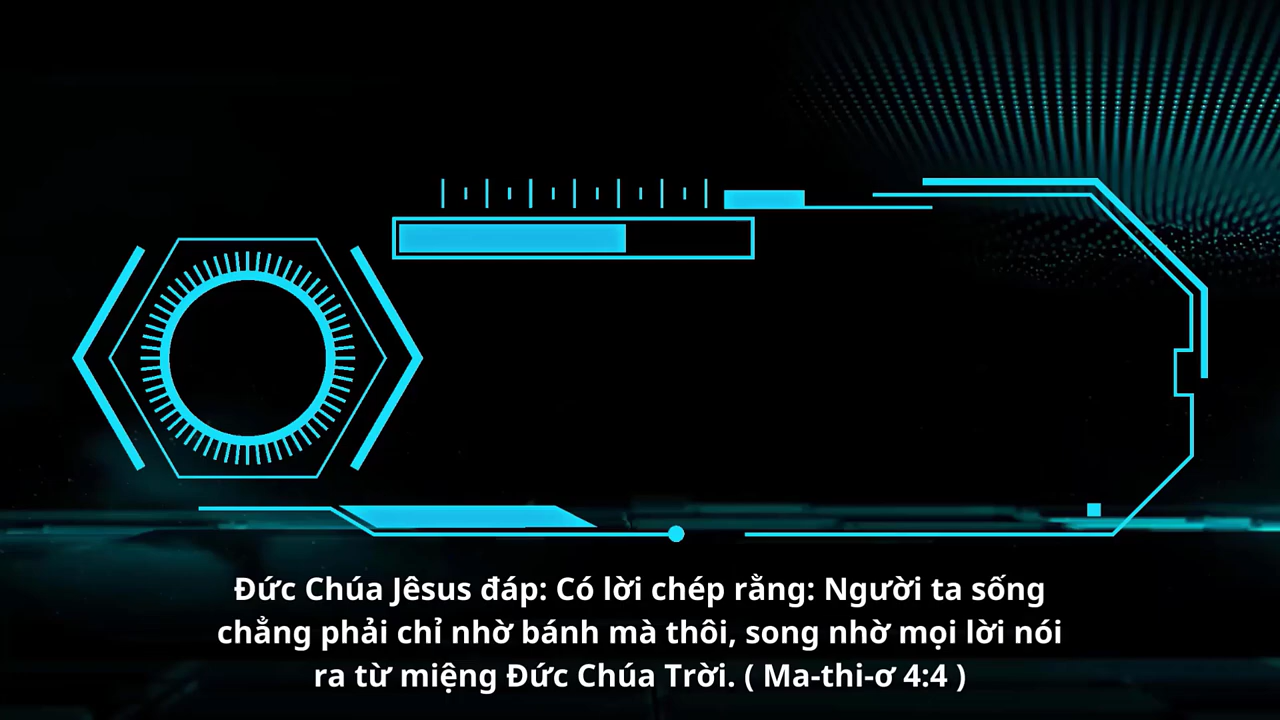 Đức Chúa Jêsus đáp: Có lời chép rằng: Người ta sống
chẳng phải chỉ nhờ bánh mà thôi, song nhờ mọi lời nói
ra từ miệng Đức Chúa Trời. ( Ma-thi-ơ 4:4 )